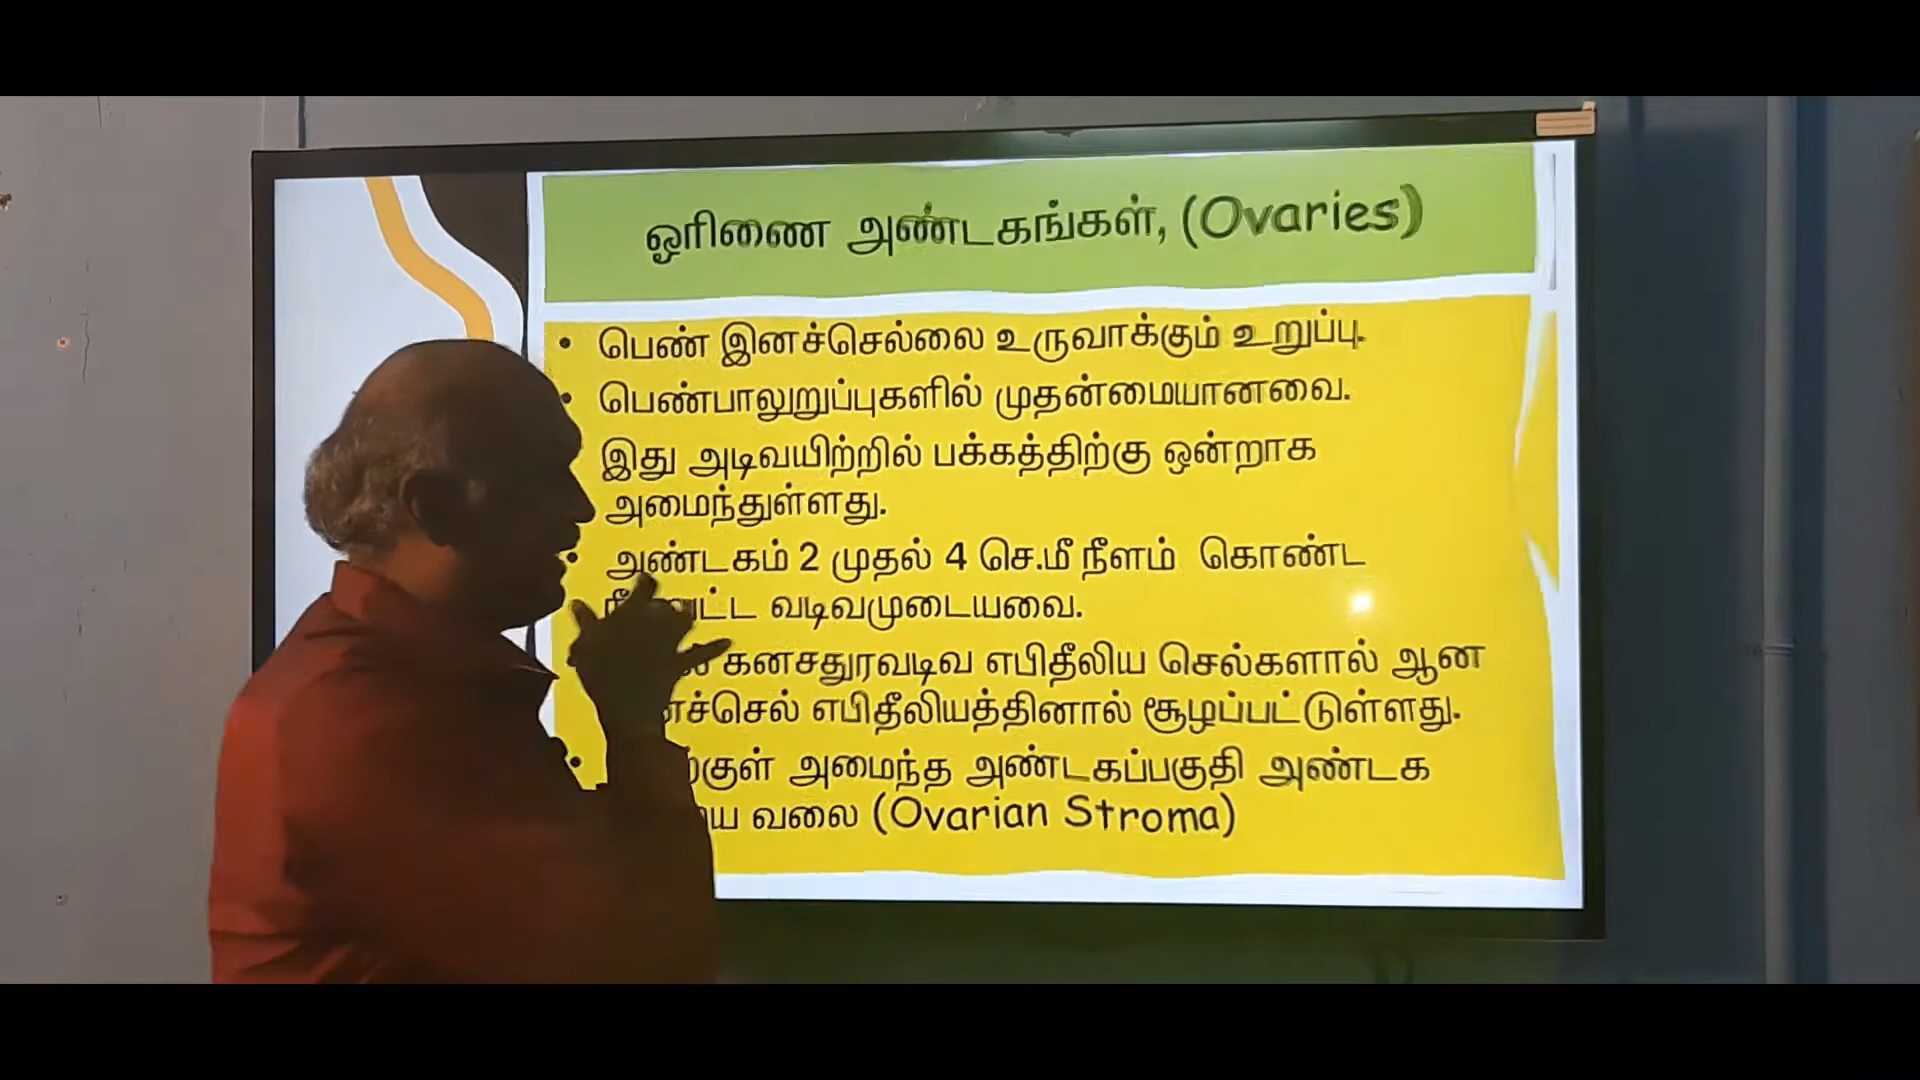 ஓரிணை அண்டகங்கள், (Ovaries)
• பெண் இனச்செல்லை உருவாக்கும் உறுப்பு.
• பெண்பாலுறுப்புகளில் முதன்மையானவை.
இது அடிவயிற்றில் பக்கத்திற்கு ஒன்றாக
அமைந்துள்ளது.
• அண்டகம் 2 முதல் 4 செ.மீ நீளம் கொண்ட
வடிவமுடையவை.
கனசதுரவடிவ எபிதீலிய செல்களால் ஆன
எபிதீலியத்தினால் சூழப்பட்டுள்ளது.
• அமைந்த அண்டகப்பகுதி அண்டக
வலை (Ovarian Stroma)